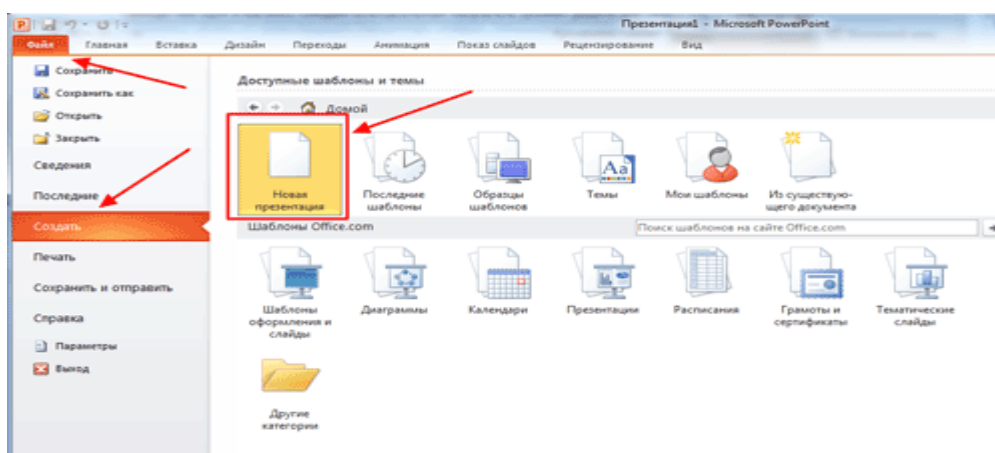 Презентация1 - Microsoft PowerPoint
Файл Главная Вставка Дизайн Переходы Анимация Показ слайдов Рецензирование Вид
Сохранить
Сохранить как
Открыть
Закрыть
Сведения
Последние
Создать
Печать
Сохранить и отправить
Справка
Параметры
Выход
Доступные шаблоны и темы
Домой
Новая
презентация
Последние
шаблоны
Образцы
шаблонов
Темы
Мои шаблоны
Из существую-
щего документа
Шаблоны Office.com
Поиск шаблонов на сайте Office.com
Шаблоны
оформления и
слайды
Диаграммы
Календари
Презентации
Расписания
Грамоты и
сертификаты
Тематические
слайды
Другие
категории